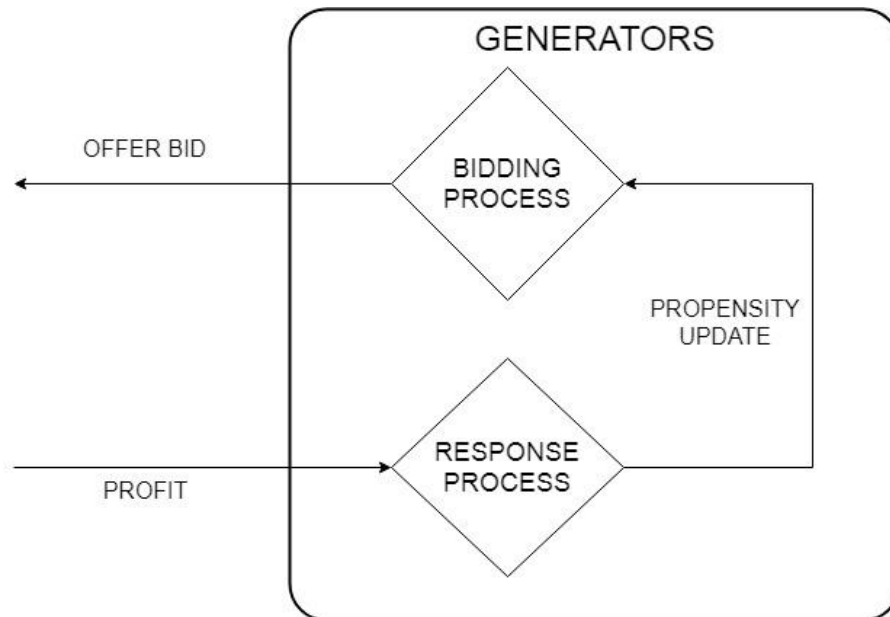 GENERATORS
OFFER BID
BIDDING
PROCESS
PROPENSITY
UPDATE
RESPONSE
PROCESS
PROFIT